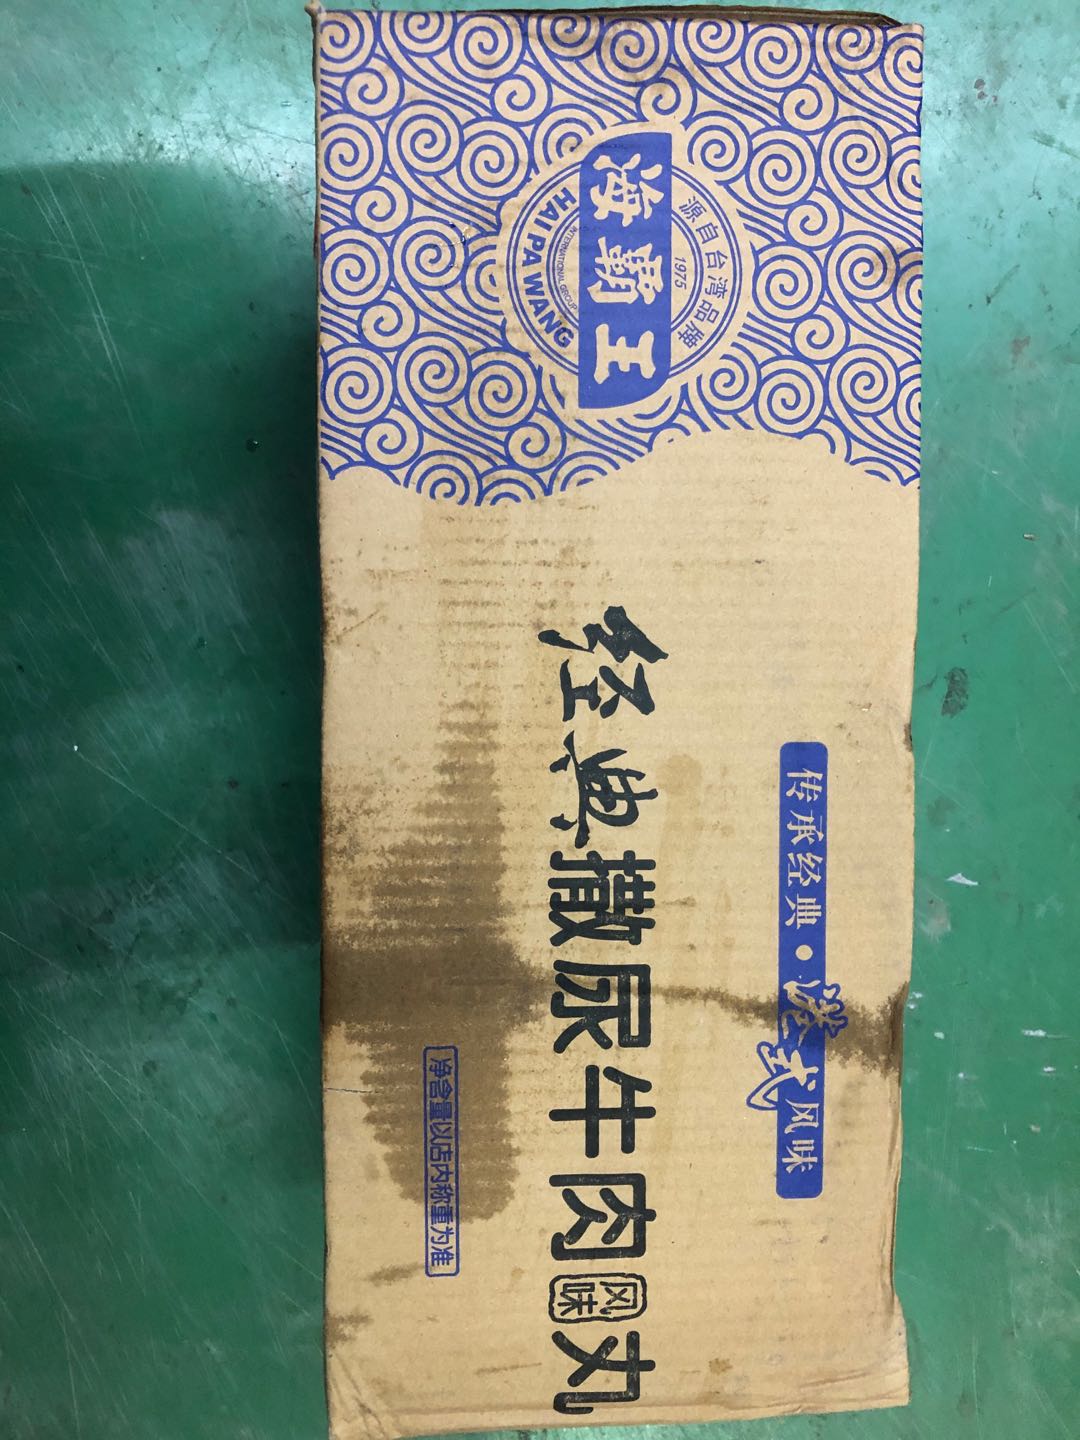 源自台湾品牌
1975
海霸王
INTERNATIONAL GROUP
HAI PA WANG
传承经典·港式风味
经典撒尿牛肉风味丸
净含量以店内称重为准